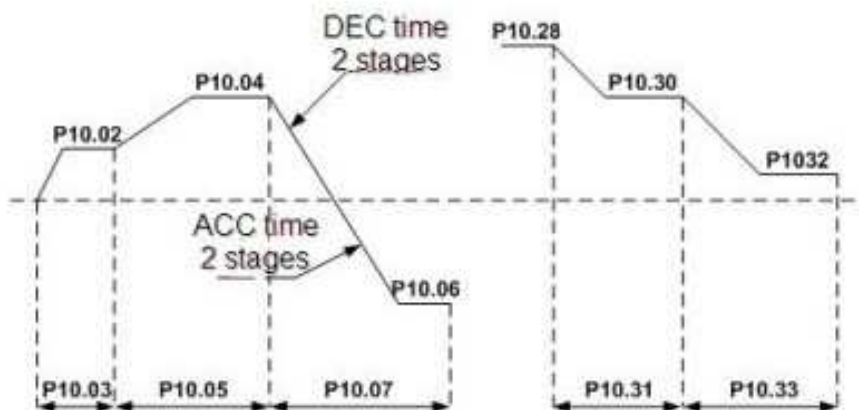 DEC time
2 stages
P10.28
P10.04
P10.30
P10.02
P1032
ACC time
2 stages
P10.06
P10.03
P10.05
P10.07
P10.31
P10.33